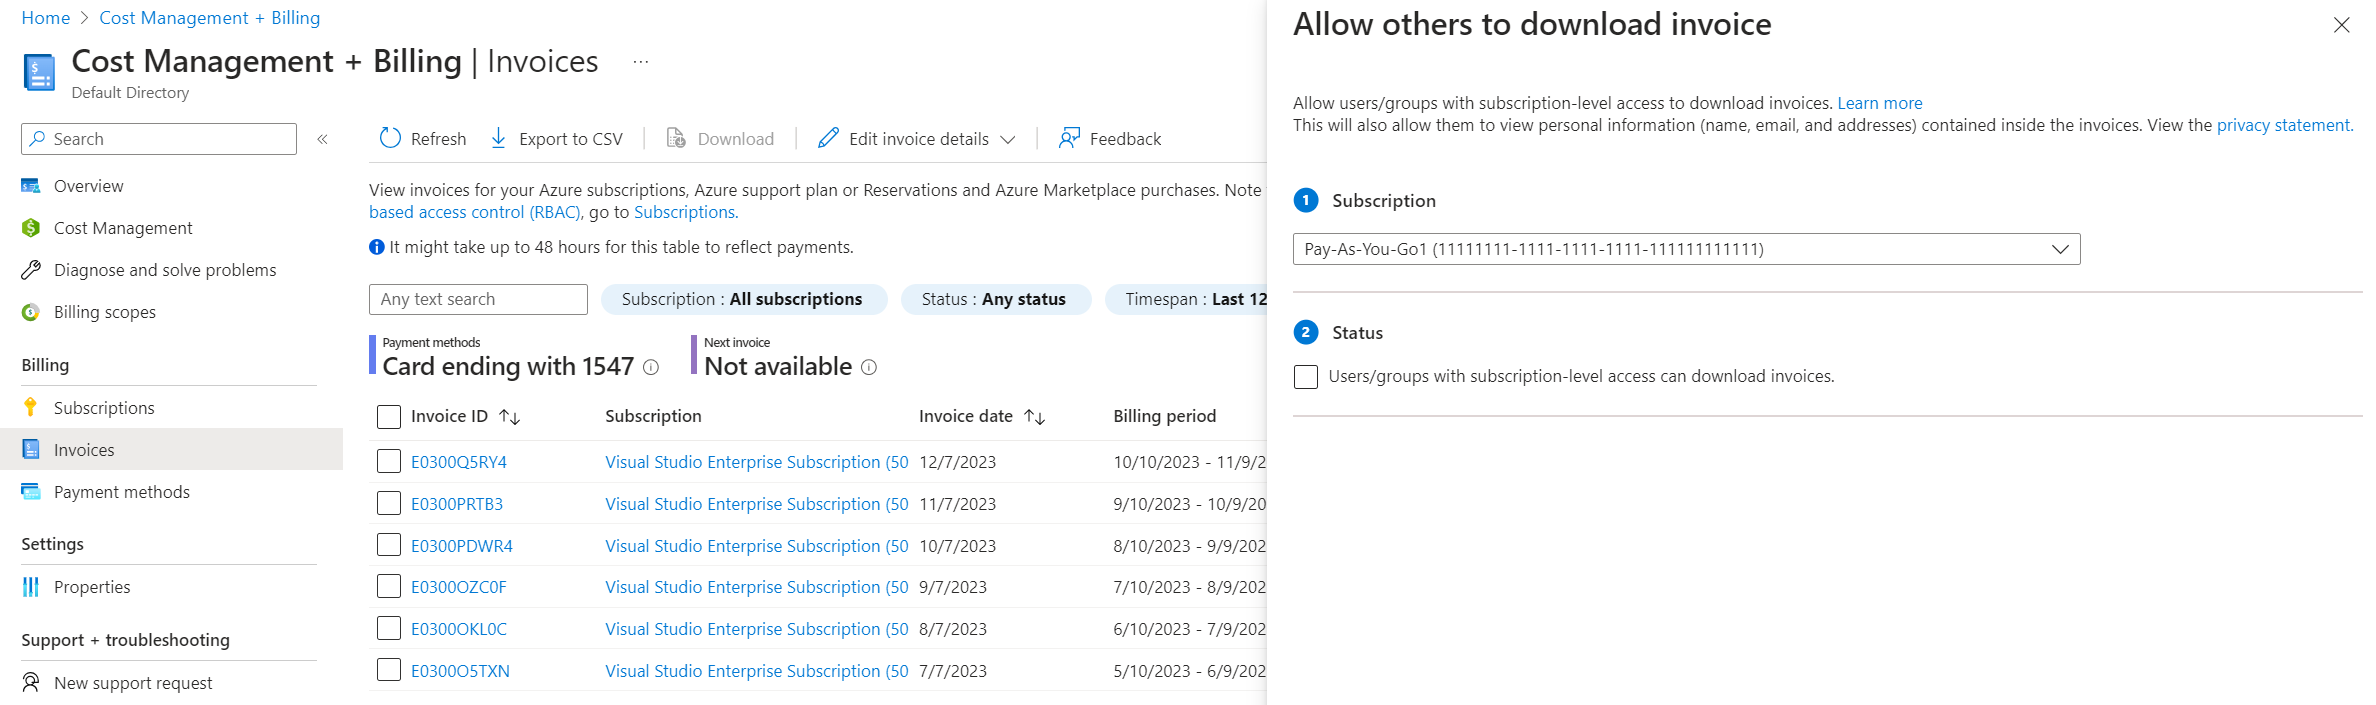 Home > Cost Management + Billing
Cost Management + Billing | Invoices ...
Default Directory
Search «
Overview
Cost Management
Diagnose and solve problems
Billing scopes
Billing
Subscriptions
Invoices
Payment methods
Settings
Properties
Support + troubleshooting
New support request
Refresh Export to CSV Download Edit invoice details Feedback
View invoices for your Azure subscriptions, Azure support plan or Reservations and Azure Marketplace purchases. Note
based access control (RBAC), go to Subscriptions.
It might take up to 48 hours for this table to reflect payments.
Any text search Subscription : All subscriptions Status : Any status Timespan : Last 12
Payment methods Next invoice
Card ending with 1547 Not available
Invoice ID ↑↓ Subscription Invoice date ↑↓ Billing period
E0300Q5RY4 Visual Studio Enterprise Subscription (50 12/7/2023 10/10/2023 - 11/9/2
E0300PRTB3 Visual Studio Enterprise Subscription (50 11/7/2023 9/10/2023 - 10/9/20
E0300PDWR4 Visual Studio Enterprise Subscription (50 10/7/2023 8/10/2023 - 9/9/202
E0300OZC0F Visual Studio Enterprise Subscription (50 9/7/2023 7/10/2023 - 8/9/202
E0300OKL0C Visual Studio Enterprise Subscription (50 8/7/2023 6/10/2023 - 7/9/202
E0300O5TXN Visual Studio Enterprise Subscription (50 7/7/2023 5/10/2023 - 6/9/202
Allow others to download invoice
Allow users/groups with subscription-level access to download invoices. Learn more
This will also allow them to view personal information (name, email, and addresses) contained inside the invoices. View the privacy statement.
1 Subscription
Pay-As-You-Go1 (11111111-1111-1111-1111-111111111111)
2 Status
Users/groups with subscription-level access can download invoices.